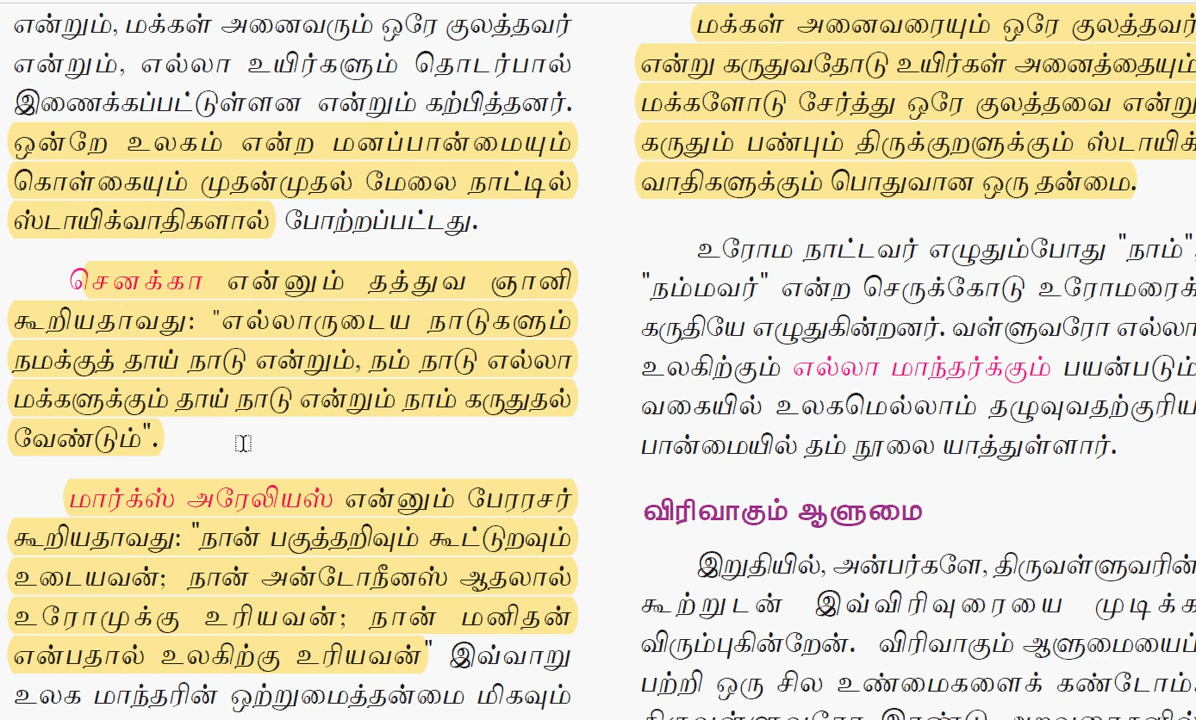 என்றும், மக்கள் அனைவரும் ஒரே குலத்தவர்
என்றும், எல்லா உயிர்களும் தொடர்பால்
இணைக்கப்பட்டுள்ளன என்றும் கற்பித்தனர்.
ஒன்றே உலகம் என்ற மனப்பான்மையும்
கொள்கையும் முதன்முதல் மேலை நாட்டில்
ஸ்டாயிக்வாதிகளால் போற்றப்பட்டது.
செனக்கா என்னும் தத்துவ ஞானி
கூறியதாவது: "எல்லாருடைய நாடுகளும்
நமக்குத் தாய் நாடு என்றும், நம் நாடு எல்லா
மக்களுக்கும் தாய் நாடு என்றும் நாம் கருதுதல்
வேண்டும்".
மார்க்ஸ் அரேலியஸ் என்னும் பேரரசர்
கூறியதாவது: "நான் பகுத்தறிவும் கூட்டுறவும்
உடையவன்; நான் அன்டோநீனஸ் ஆதலால்
உரோமுக்கு உரியவன்; நான் மனிதன்
என்பதால் உலகிற்கு உரியவன்" இவ்வாறு
உலக மாந்தரின் ஒற்றுமைத்தன்மை மிகவும்
மக்கள் அனைவரையும் ஒரே குலத்தவர்
என்று கருதுவதோடு உயிர்கள் அனைத்தையும்
மக்களோடு சேர்த்து ஒரே குலத்தவை என்று
கருதும் பண்பும் திருக்குறளுக்கும் ஸ்டாயிக்
வாதிகளுக்கும் பொதுவான ஒரு தன்மை.
உரோம நாட்டவர் எழுதும்போது "நாம்",
"நம்மவர்" என்ற செருக்கோடு உரோமரைக்
கருதியே எழுதுகின்றனர். வள்ளுவரோ எல்லா
உலகிற்கும் எல்லா மாந்தர்க்கும் பயன்படும்
வகையில் உலகமெல்லாம் தழுவுவதற்குரிய
பான்மையில் தம் நூலை யாத்துள்ளார்.
விரிவாகும் ஆளுமை
இறுதியில், அன்பர்களே, திருவள்ளுவரின்
கூற்றுடன் இவ்விரிவுரையை முடிக்க
விரும்புகின்றேன். விரிவாகும் ஆளுமையைப்
பற்றி ஒரு சில உண்மைகளைக் கண்டோம்.